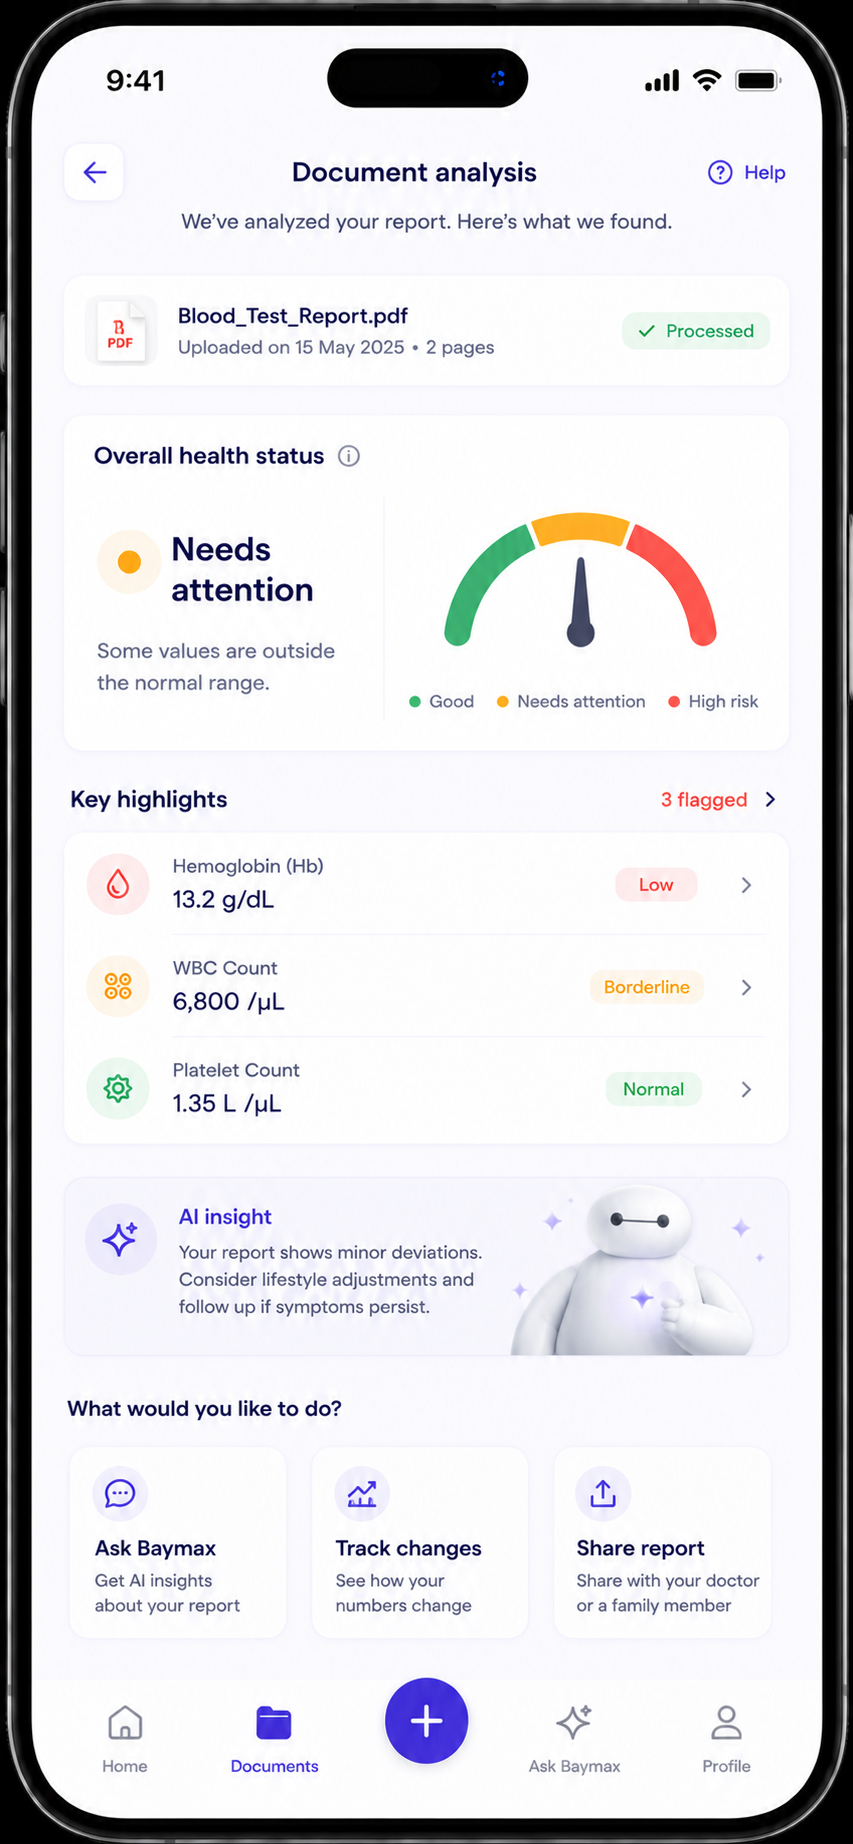 9:41
Document analysis
Help
We've analyzed your report. Here's what we found.
PDF
Blood_Test_Report.pdf
Uploaded on 15 May 2025 • 2 pages
Processed
Overall health status
Needs
attention
Some values are outside
the normal range.
Good
Needs attention
High risk
Key highlights
3 flagged
Hemoglobin (Hb)
13.2 g/dL
Low
WBC Count
6,800 /µL
Borderline
Platelet Count
1.35 L /µL
Normal
AI insight
Your report shows minor deviations.
Consider lifestyle adjustments and
follow up if symptoms persist.
What would you like to do?
Ask Baymax
Get AI insights
about your report
Track changes
See how your
numbers change
Share report
Share with your doctor
or a family member
Home
Documents
Ask Baymax
Profile